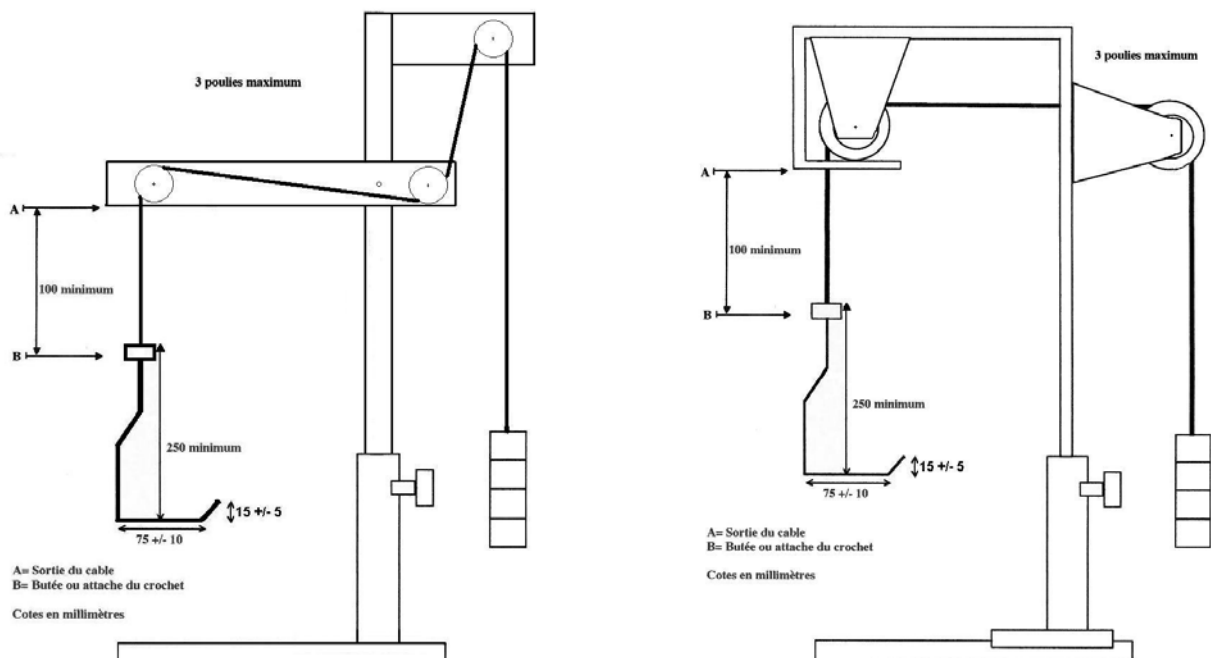 3 poulies maximum
A
100 minimum
B
250 minimum
15 +/- 5
75 +/- 10
A= Sortie du cable
B= Butée ou attache du crochet
Cotes en millimètres
3 poulies maximum
A
100 minimum
B
250 minimum
15 +/- 5
75 +/- 10
A= Sortie du cable
B= Butée ou attache du crochet
Cotes en millimètres